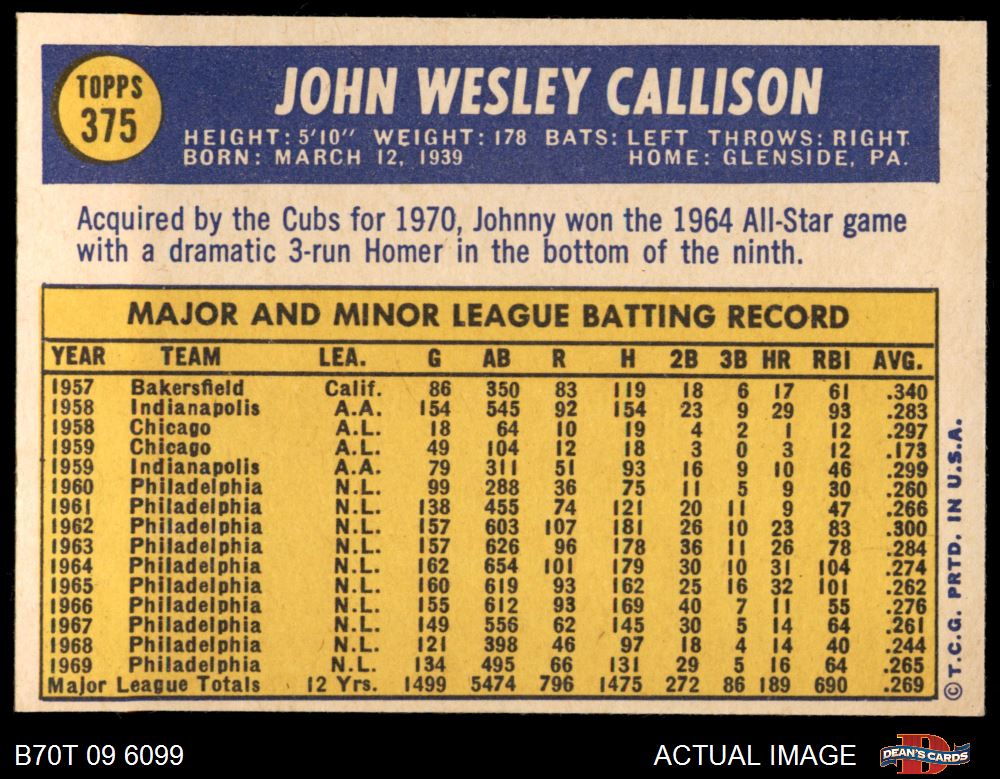 TOPPS
375
JOHN WESLEY CALLISON
HEIGHT: 5'10" WEIGHT: 178 BATS: LEFT THROWS: RIGHT
BORN: MARCH 12, 1939 HOME: GLENSIDE, PA.
Acquired by the Cubs for 1970, Johnny won the 1964 All-Star game
with a dramatic 3-run Homer in the bottom of the ninth.
MAJOR AND MINOR LEAGUE BATTING RECORD
YEAR TEAM LEA. G AB R H 2B 3B HR RBI AVG.
1957 Bakersfield Calif. 86 350 83 119 18 6 17 61 .340
1958 Indianapolis A.A. 154 545 92 154 23 9 29 93 .283
1958 Chicago A.L. 18 64 10 19 4 2 1 12 .297
1959 Chicago A.L. 49 104 12 18 3 0 3 12 .173
1959 Indianapolis A.A. 79 311 51 93 16 9 10 46 .299
1960 Philadelphia N.L. 99 288 36 75 11 5 9 30 .260
1961 Philadelphia N.L. 138 455 74 121 20 11 9 47 .266
1962 Philadelphia N.L. 157 603 107 181 26 10 23 83 .300
1963 Philadelphia N.L. 157 626 96 178 36 11 26 78 .284
1964 Philadelphia N.L. 162 654 101 179 30 10 31 104 .274
1965 Philadelphia N.L. 160 619 93 162 25 16 32 101 .262
1966 Philadelphia N.L. 155 612 93 169 40 7 11 55 .276
1967 Philadelphia N.L. 149 556 62 145 30 5 14 64 .261
1968 Philadelphia N.L. 121 398 46 97 18 4 14 40 .244
1969 Philadelphia N.L. 134 495 66 131 29 5 16 64 .265
Major League Totals 12 Yrs. 1499 5474 796 1475 272 86 189 690 .269
© T.C.G. PRTD. IN U.S.A.
B70T 09 6099
ACTUAL IMAGE
DEAN'S CARDS